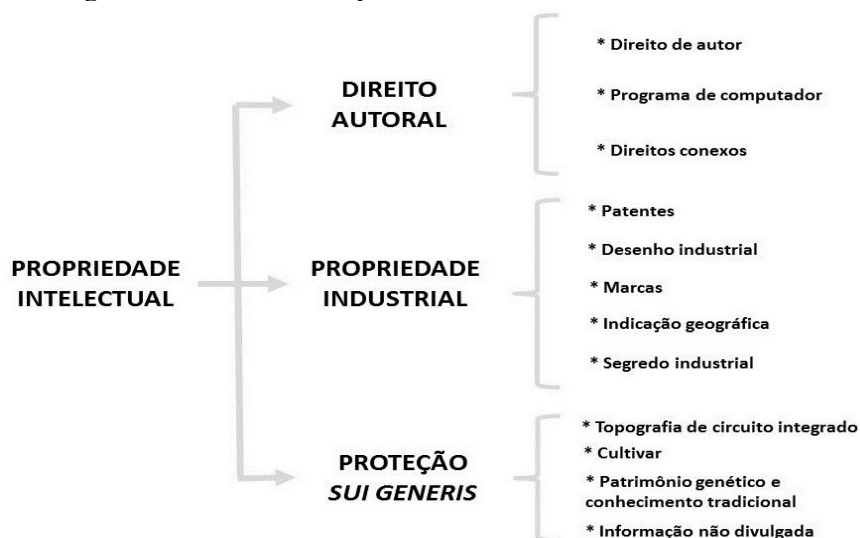 * Direito de autor
DIREITO
AUTORAL
* Programa de computador
* Direitos conexos
PROPRIEDADE
INTELECTUAL
PROPRIEDADE
INDUSTRIAL
* Patentes
* Desenho industrial
* Marcas
* Indicação geográfica
* Segredo industrial
PROTEÇÃO
SUI GENERIS
* Topografia de circuito integrado
* Cultivar
* Patrimônio genético e
conhecimento tradicional
* Informação não divulgada